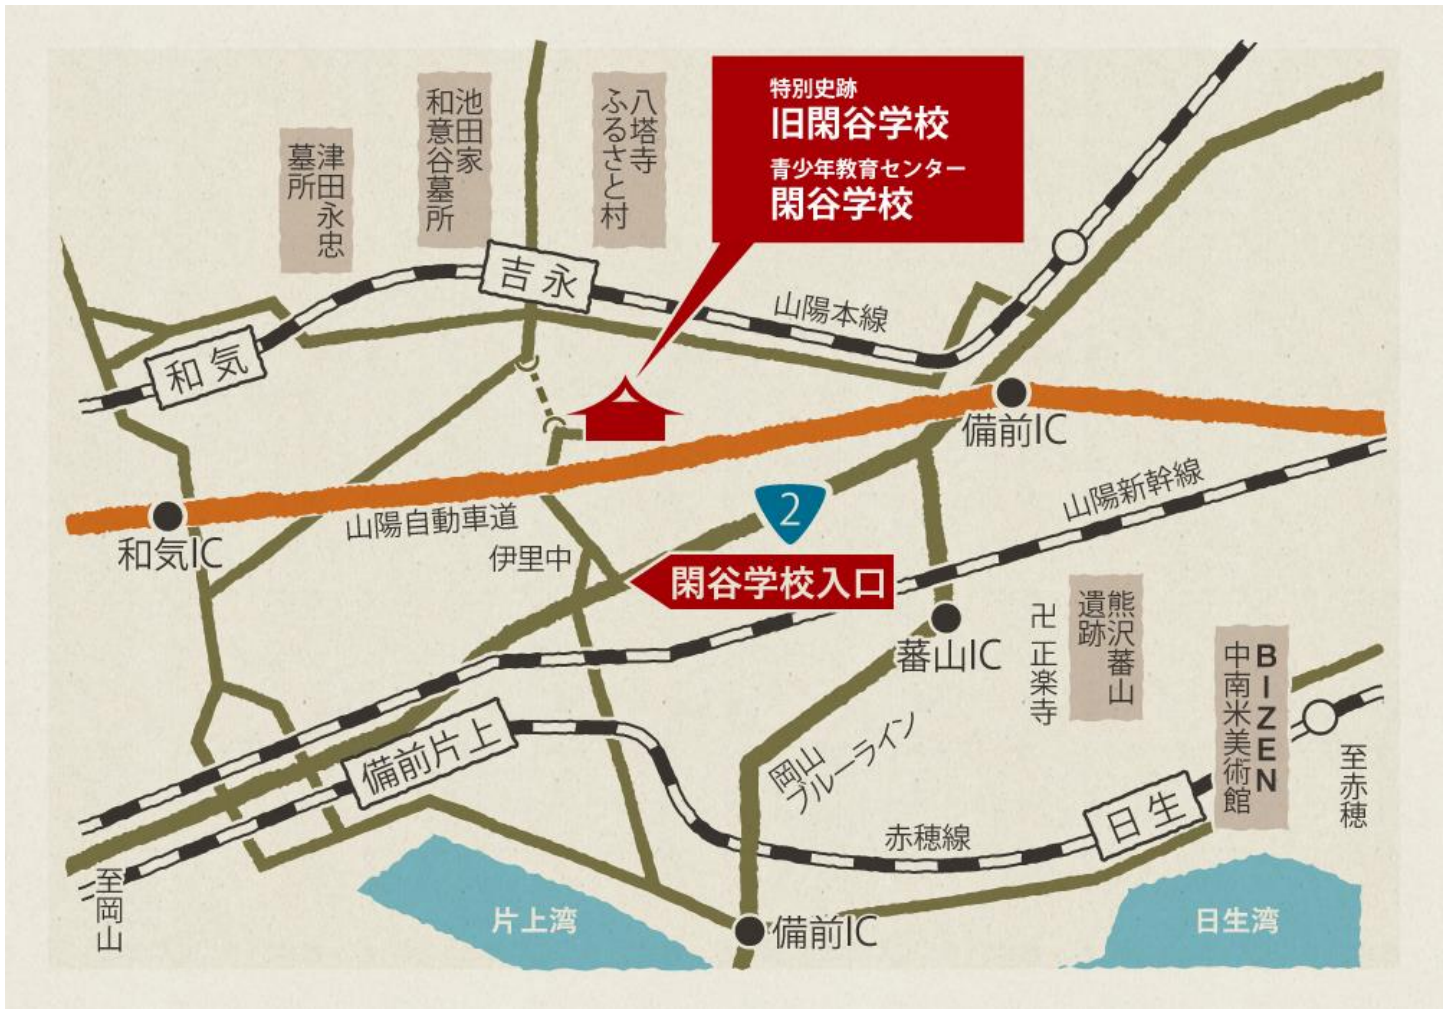 特別史跡
旧閑谷学校
青少年教育センター
閑谷学校
八塔寺
ふるさと村
池田家
和意谷墓所
津田永忠
墓所
吉永
山陽本線
和気
備前IC
山陽新幹線
2
山陽自動車道
和気IC
伊里中
閑谷学校入口
蕃山IC
卍 正楽寺
熊沢蕃山
遺跡
BIZEN
中南米美術館
岡山
ブルーライン
備前片上
至赤穂
日生
赤穂線
至岡山
片上湾
備前IC
日生湾